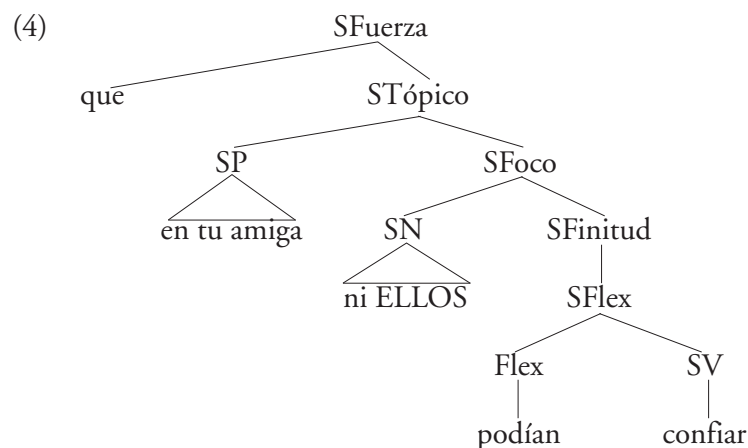 (4) SFuerza
que STópico
SP SFoco
en tu amiga SN SFinitud
ni ELLOS SFlex
Flex SV
podían confiar